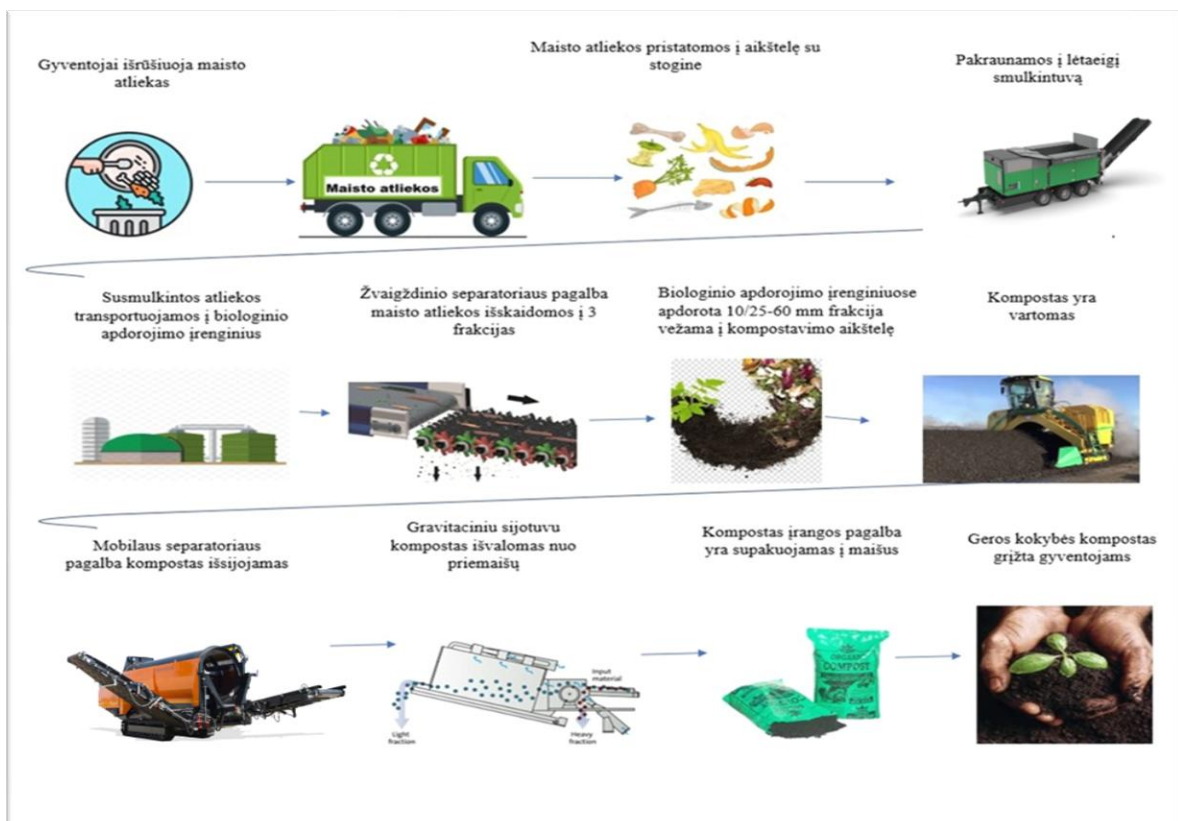 Gyventojai išrūšiuoja maisto
atliekas
Maisto atliekos pristatomos į aikštelę su
stogine
Pakraunamos į lėtaeigį
smulkintuvą
Maisto atliekos
Susmulkintos atliekos
transportuojamos į biologinio
apdorojimo įrenginius
Žvaigždinio separatoriaus pagalba
maisto atliekos išskaidomos į 3
frakcijas
Biologinio apdorojimo įrenginiuose
apdorota 10/25-60 mm frakcija
vežama į kompostavimo aikštelę
Kompostas yra
vartomas
Mobilaus separatoriaus
pagalba kompostas išsijojamas
Gravitaciniu sijotuvu
kompostas išvalomas nuo
priemaišų
Kompostas įrangos pagalba
yra supakuojamas į maišus
Geros kokybės kompostas
grįžta gyventojams
Input
material
Light
fraction
Heavy
fraction
ORGANIC
COMPOST